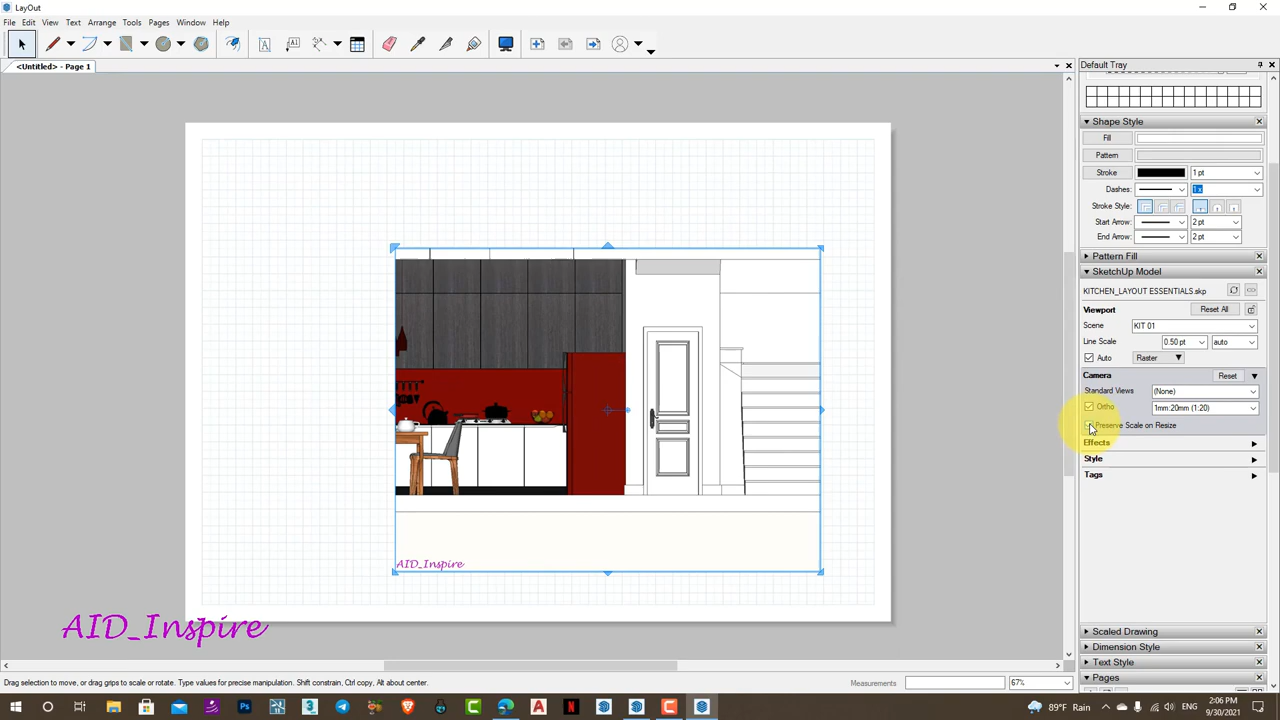 LayOut
File Edit View Text Arrange Tools Pages Window Help
<Untitled> - Page 1
Default Tray
Shape Style
Fill
Pattern
Stroke 1 pt
Dashes: 1 x
Stroke Style:
Start Arrow: 2 pt
End Arrow: 2 pt
Pattern Fill
SketchUp Model
KITCHEN_LAYOUT ESSENTIALS.skp
Viewport Reset All
Scene KIT 01
Line Scale 0.50 pt auto
Auto Raster
Camera Reset
Standard Views (None)
Ortho 1mm:20mm (1:20)
Preserve Scale on Resize
Effects
Style
Tags
AID_Inspire
AID_Inspire
Scaled Drawing
Dimension Style
Text Style
Pages
Drag selection to move, or drag grips to scale or rotate. Type values for precise manipulation. Shift constrain, Ctrl copy, Alt about center.
Measurements 67%
89°F Rain
2:06 PM
9/30/2021